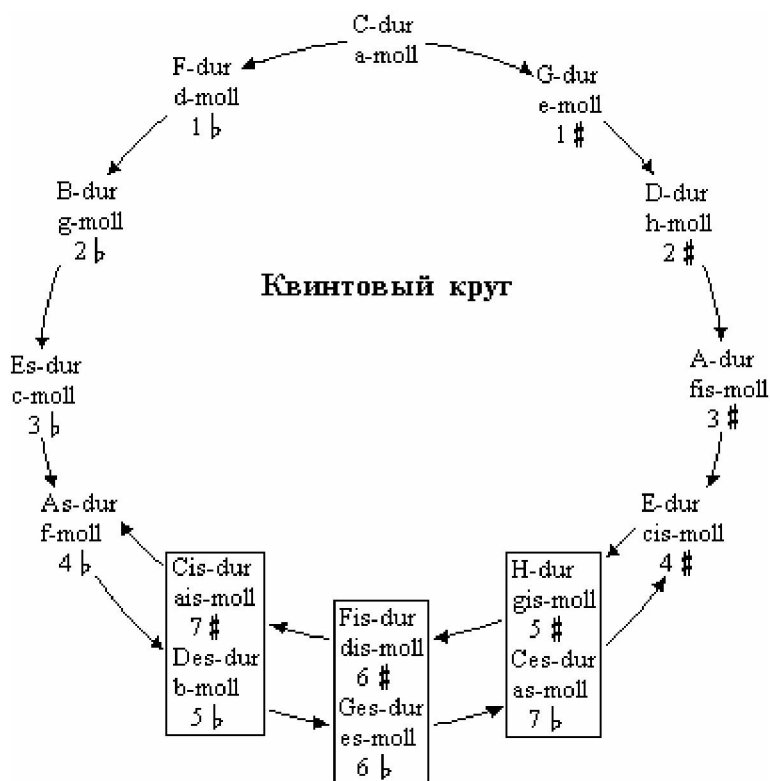 C-dur
a-moll
F-dur
d-moll
1 ♭
G-dur
e-moll
1 ♯
B-dur
g-moll
2 ♭
D-dur
h-moll
2 ♯
Квинтовый круг
Es-dur
c-moll
3 ♭
A-dur
fis-moll
3 ♯
As-dur
f-moll
4 ♭
E-dur
cis-moll
4 ♯
Cis-dur
ais-moll
7 ♯
Des-dur
b-moll
5 ♭
Fis-dur
dis-moll
6 ♯
Ges-dur
es-moll
6 ♭
H-dur
gis-moll
5 ♯
Ces-dur
as-moll
7 ♭